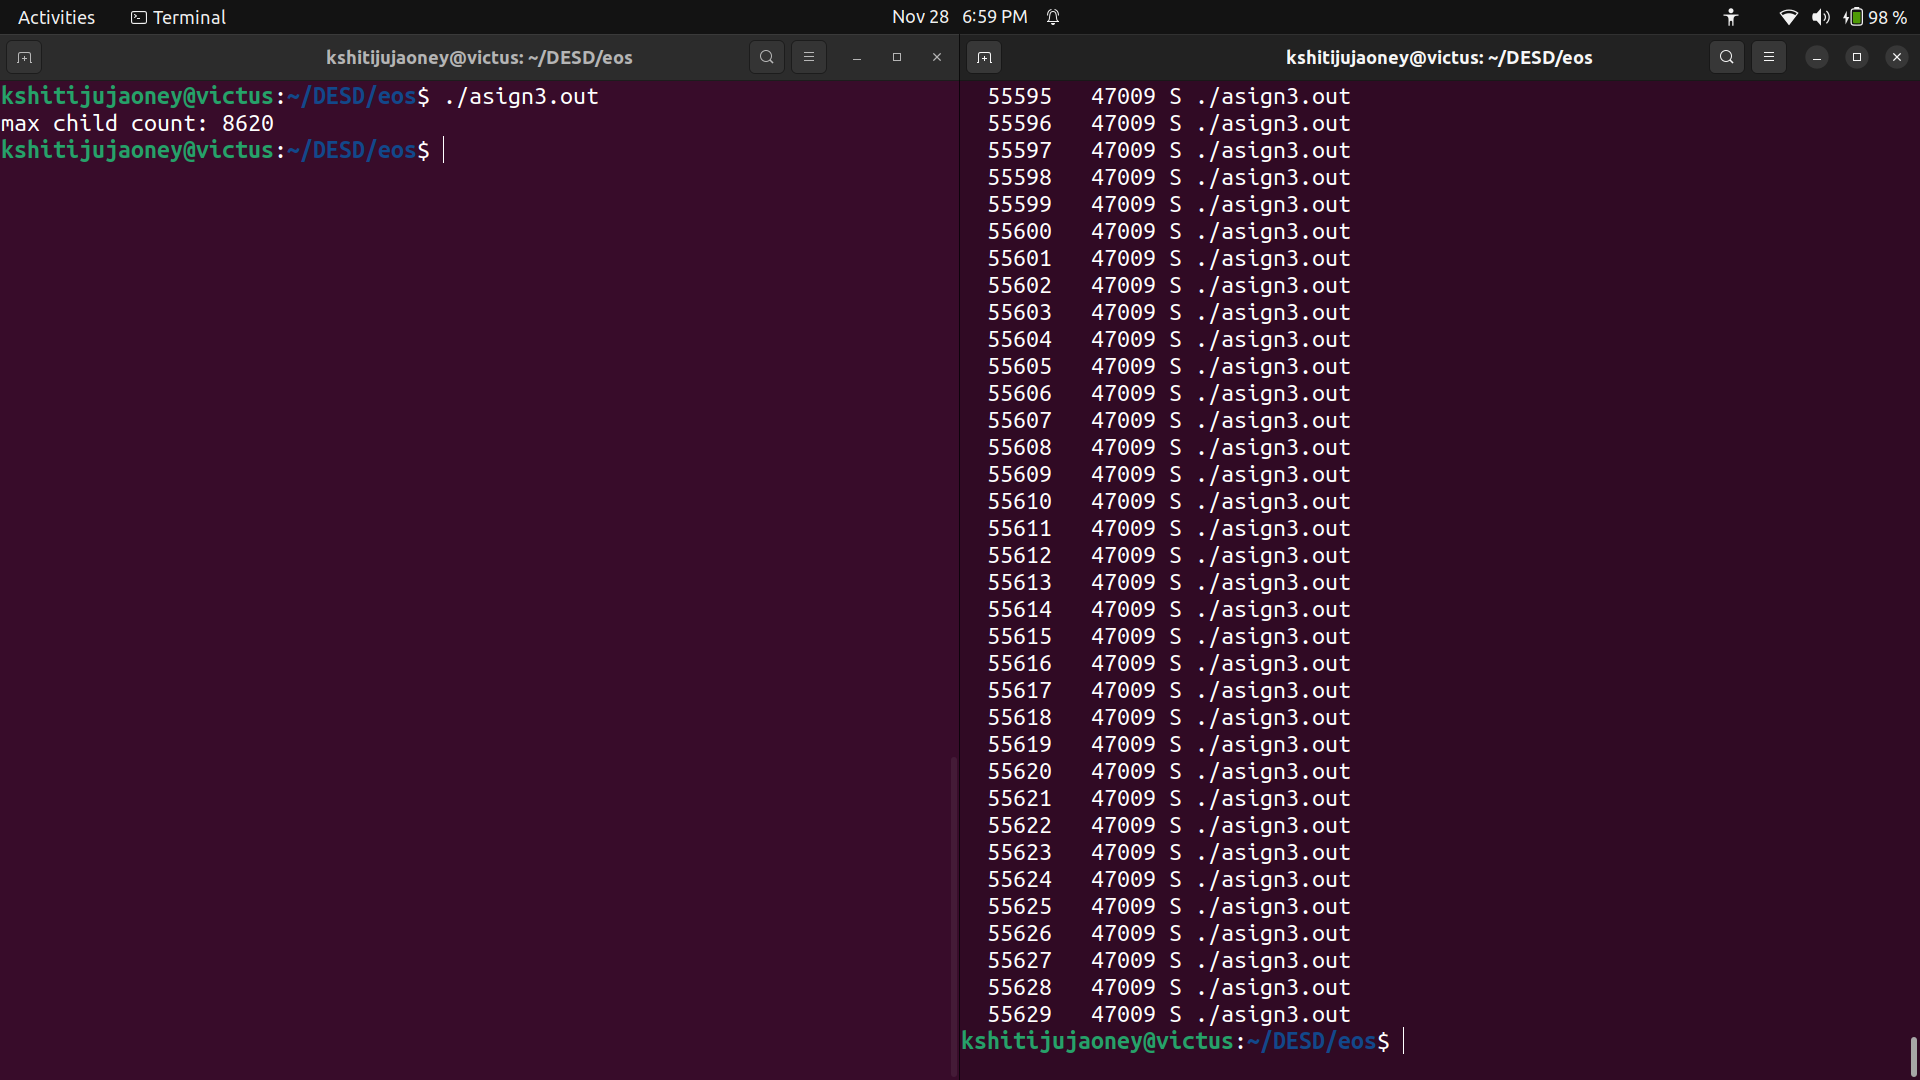 Activities Terminal Nov 28 6:59 PM 98 %
kshitijujaoney@victus: ~/DESD/eos
kshitijujaoney@victus:~/DESD/eos$ ./asign3.out
max child count: 8620
kshitijujaoney@victus:~/DESD/eos$
kshitijujaoney@victus: ~/DESD/eos
55595 47009 S ./asign3.out
55596 47009 S ./asign3.out
55597 47009 S ./asign3.out
55598 47009 S ./asign3.out
55599 47009 S ./asign3.out
55600 47009 S ./asign3.out
55601 47009 S ./asign3.out
55602 47009 S ./asign3.out
55603 47009 S ./asign3.out
55604 47009 S ./asign3.out
55605 47009 S ./asign3.out
55606 47009 S ./asign3.out
55607 47009 S ./asign3.out
55608 47009 S ./asign3.out
55609 47009 S ./asign3.out
55610 47009 S ./asign3.out
55611 47009 S ./asign3.out
55612 47009 S ./asign3.out
55613 47009 S ./asign3.out
55614 47009 S ./asign3.out
55615 47009 S ./asign3.out
55616 47009 S ./asign3.out
55617 47009 S ./asign3.out
55618 47009 S ./asign3.out
55619 47009 S ./asign3.out
55620 47009 S ./asign3.out
55621 47009 S ./asign3.out
55622 47009 S ./asign3.out
55623 47009 S ./asign3.out
55624 47009 S ./asign3.out
55625 47009 S ./asign3.out
55626 47009 S ./asign3.out
55627 47009 S ./asign3.out
55628 47009 S ./asign3.out
55629 47009 S ./asign3.out
kshitijujaoney@victus:~/DESD/eos$